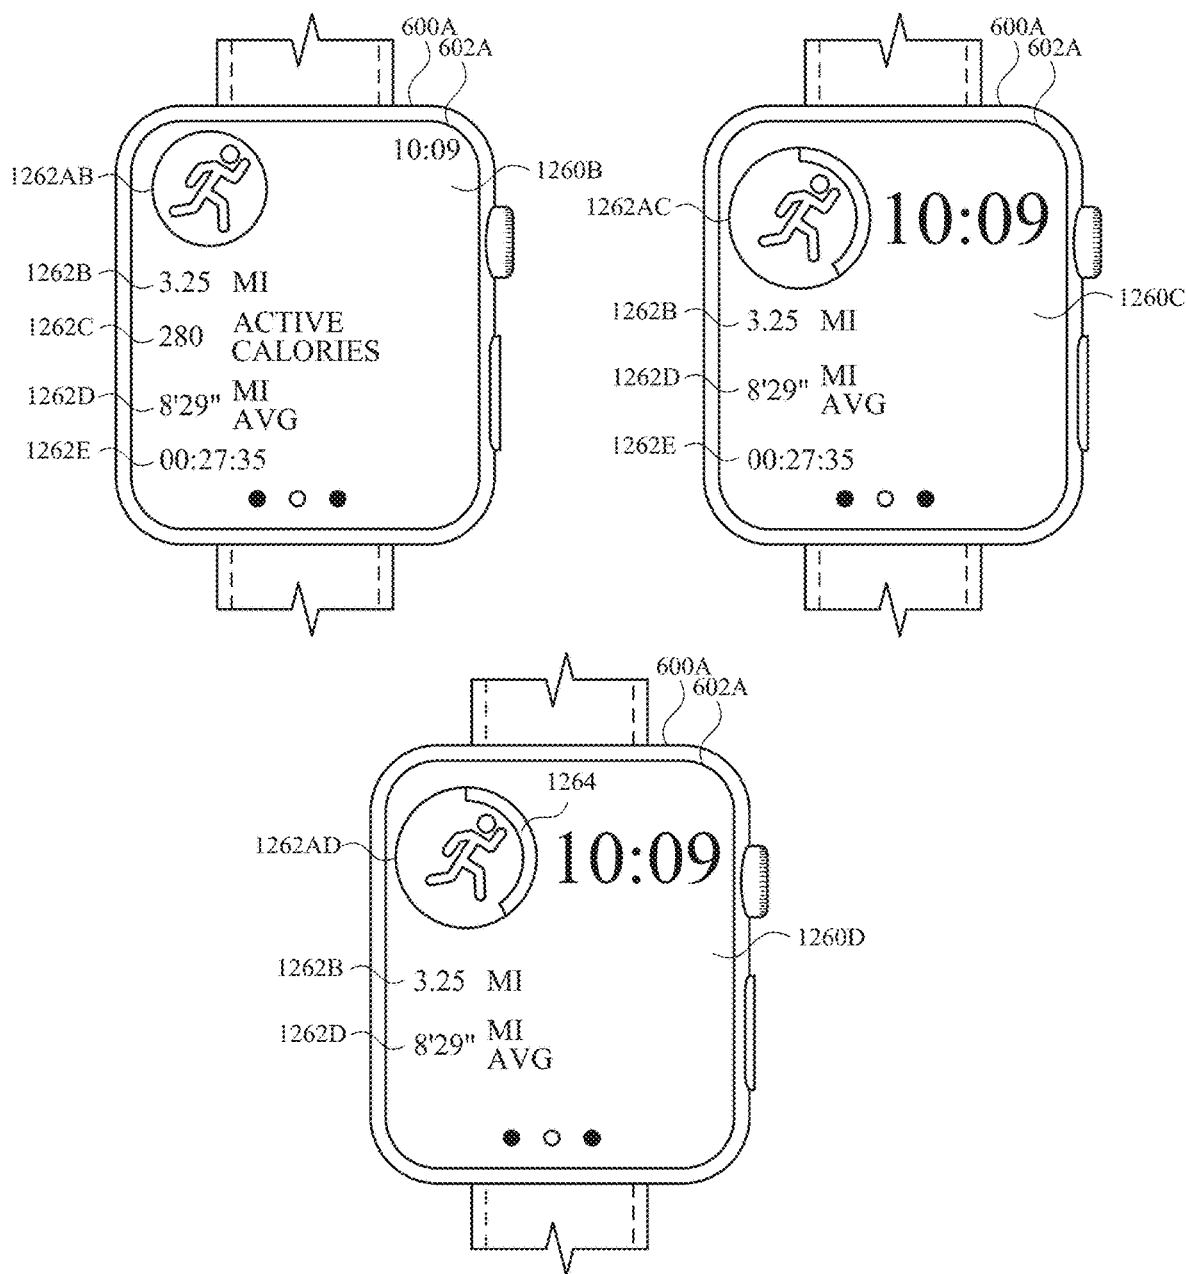 600A
602A
10:09
1262AB
1260B
1262B
3.25 MI
1262C
280 ACTIVE
CALORIES
1262D
8'29" MI
AVG
1262E
00:27:35
600A
602A
1262AC
10:09
1260C
1262B
3.25 MI
1262D
8'29" MI
AVG
1262E
00:27:35
600A
602A
1264
1262AD
10:09
1260D
1262B
3.25 MI
1262D
8'29" MI
AVG